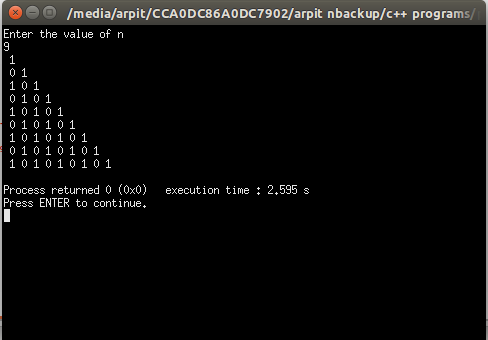 /media/arpit/CCA0DC86A0DC7902/arpit nbackup/c++ programs/
Enter the value of n
9
1
0 1
1 0 1
0 1 0 1
1 0 1 0 1
0 1 0 1 0 1
1 0 1 0 1 0 1
0 1 0 1 0 1 0 1
1 0 1 0 1 0 1 0 1
Process returned 0 (0x0)   execution time : 2.595 s
Press ENTER to continue.